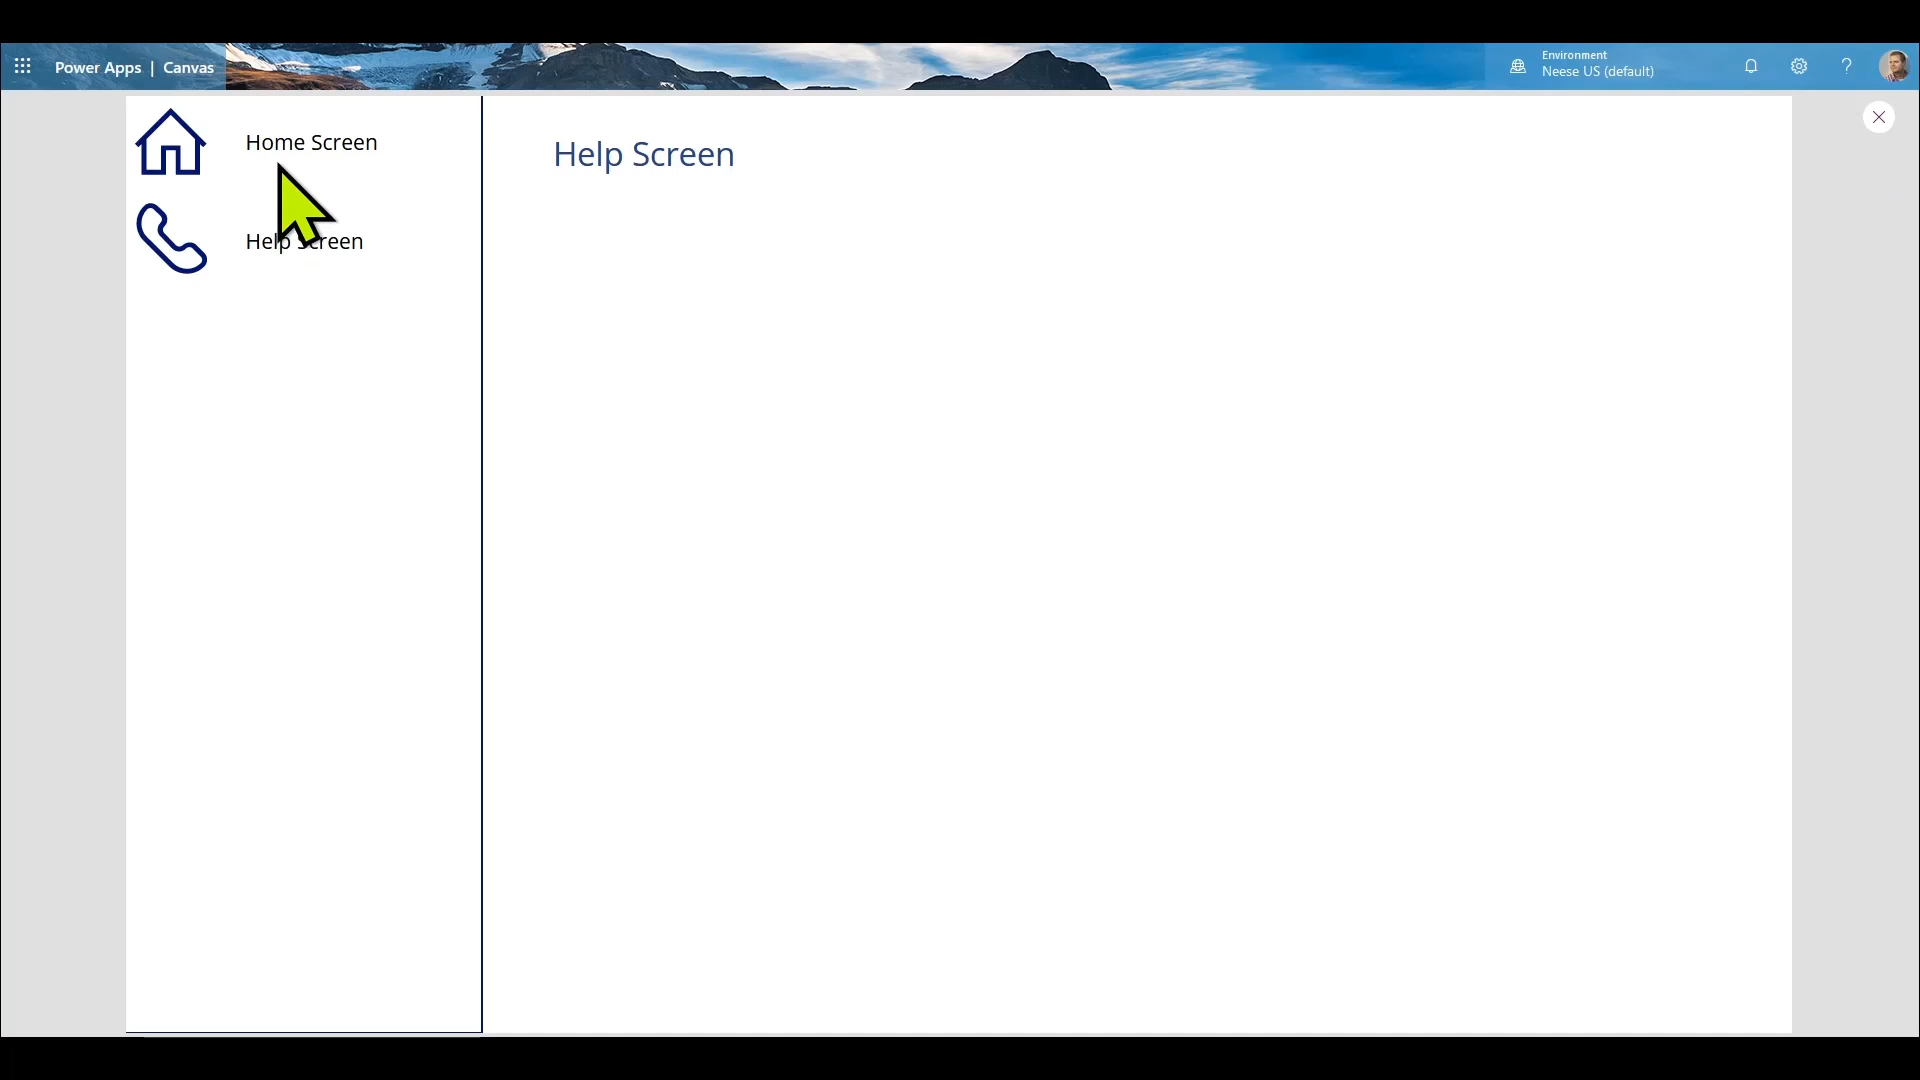 Power Apps | Canvas
Environment
Neese US (default)
Home Screen
Help Screen
Help Screen